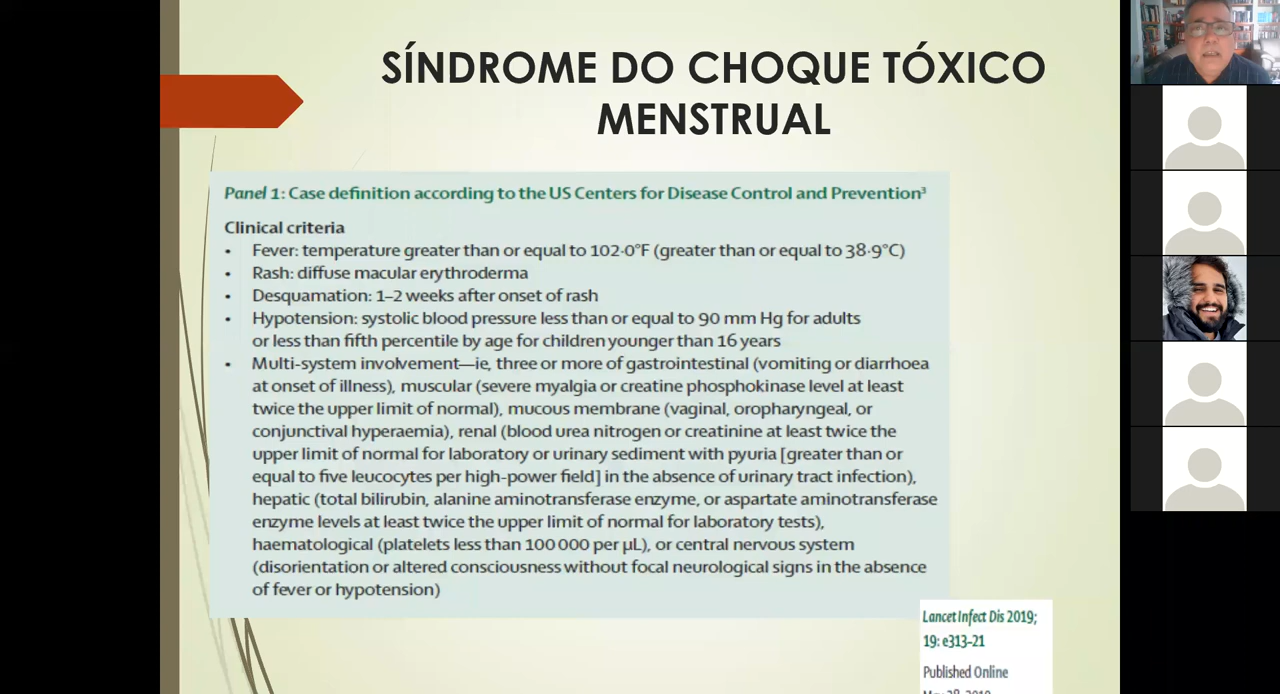 SÍNDROME DO CHOQUE TÓXICO
MENSTRUAL
Panel 1: Case definition according to the US Centers for Disease Control and Prevention³
Clinical criteria
• Fever: temperature greater than or equal to 102·0°F (greater than or equal to 38·9°C)
• Rash: diffuse macular erythroderma
• Desquamation: 1–2 weeks after onset of rash
• Hypotension: systolic blood pressure less than or equal to 90 mm Hg for adults
or less than fifth percentile by age for children younger than 16 years
• Multi-system involvement—ie, three or more of gastrointestinal (vomiting or diarrhoea
at onset of illness), muscular (severe myalgia or creatine phosphokinase level at least
twice the upper limit of normal), mucous membrane (vaginal, oropharyngeal, or
conjunctival hyperaemia), renal (blood urea nitrogen or creatinine at least twice the
upper limit of normal for laboratory or urinary sediment with pyuria [greater than or
equal to five leucocytes per high-power field] in the absence of urinary tract infection),
hepatic (total bilirubin, alanine aminotransferase enzyme, or aspartate aminotransferase
enzyme levels at least twice the upper limit of normal for laboratory tests),
haematological (platelets less than 100 000 per µL), or central nervous system
(disorientation or altered consciousness without focal neurological signs in the absence
of fever or hypotension)
Lancet Infect Dis 2019;
19: e313–21
Published Online